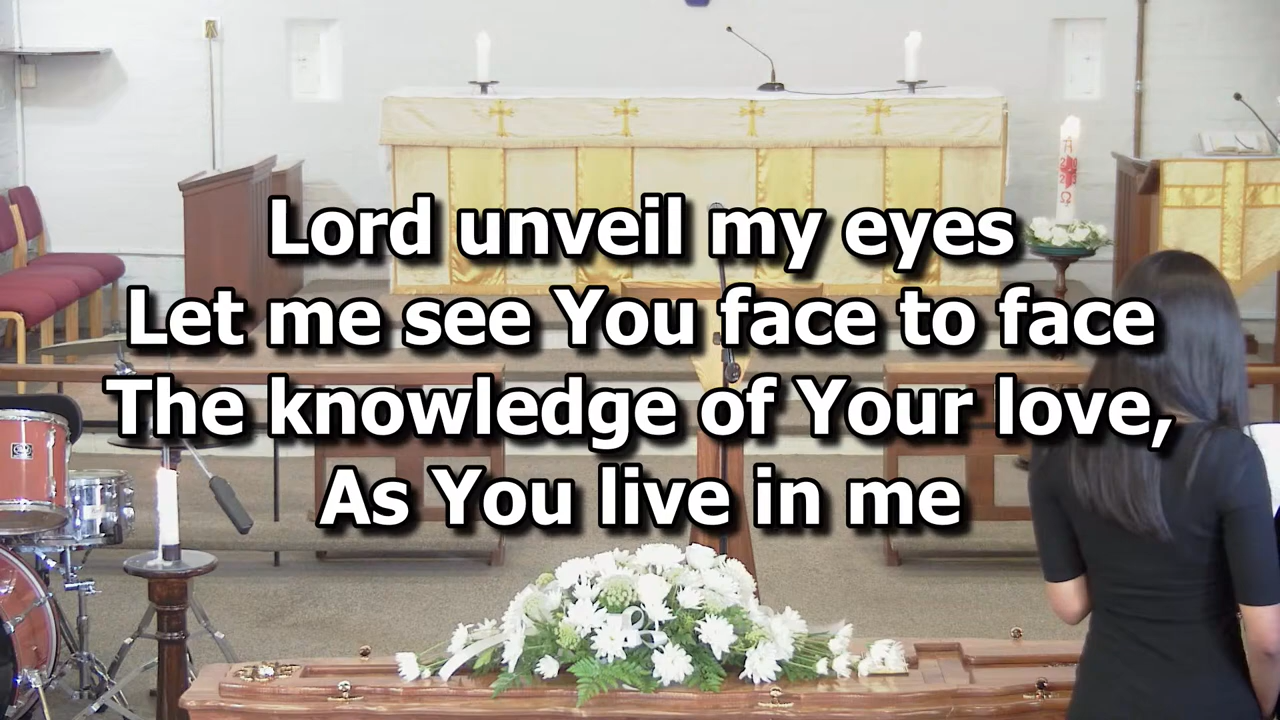 Lord unveil my eyes
Let me see You face to face
The knowledge of Your love,
As You live in me
Α
Ω